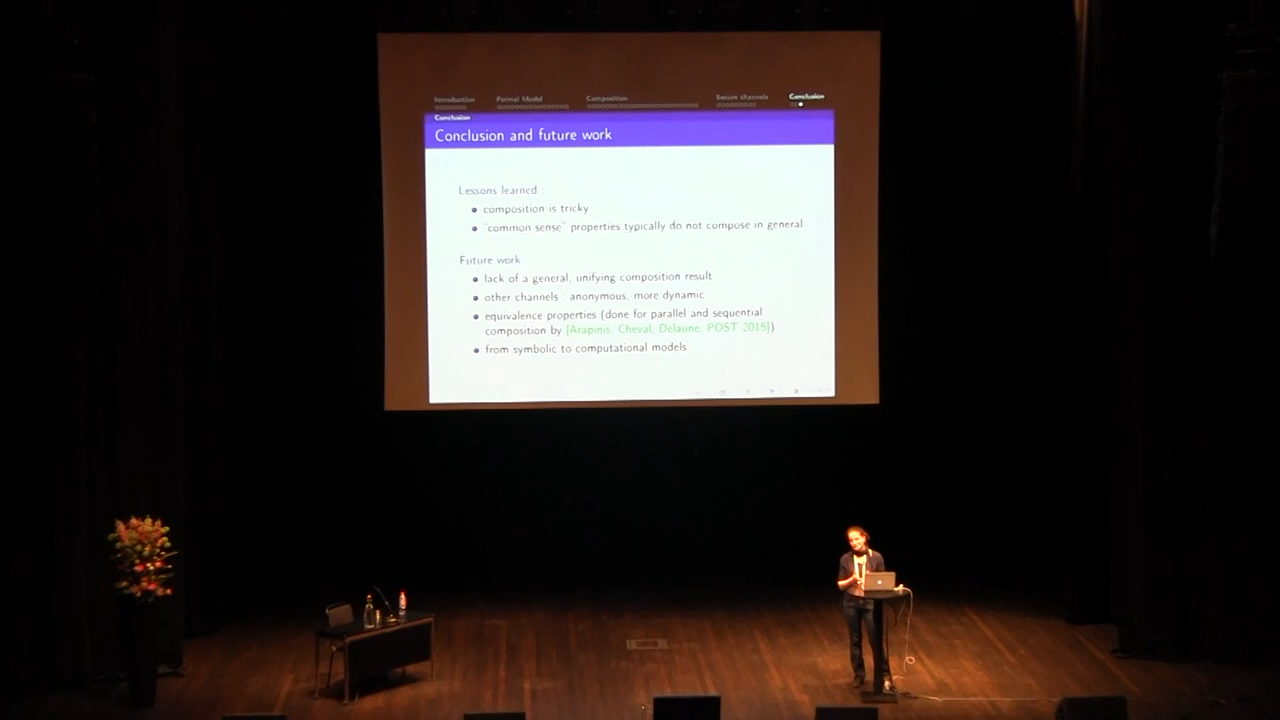 Introduction Formal Model Composition Secure channels Conclusion
Conclusion
Conclusion and future work
Lessons learned :
composition is tricky
"common sense" properties typically do not compose in general
Future work
lack of a general, unifying composition result
other channels : anonymous, more dynamic
equivalence properties (done for parallel and sequential
composition by [Arapinis, Cheval, Delaune, POST 2015])
from symbolic to computational models